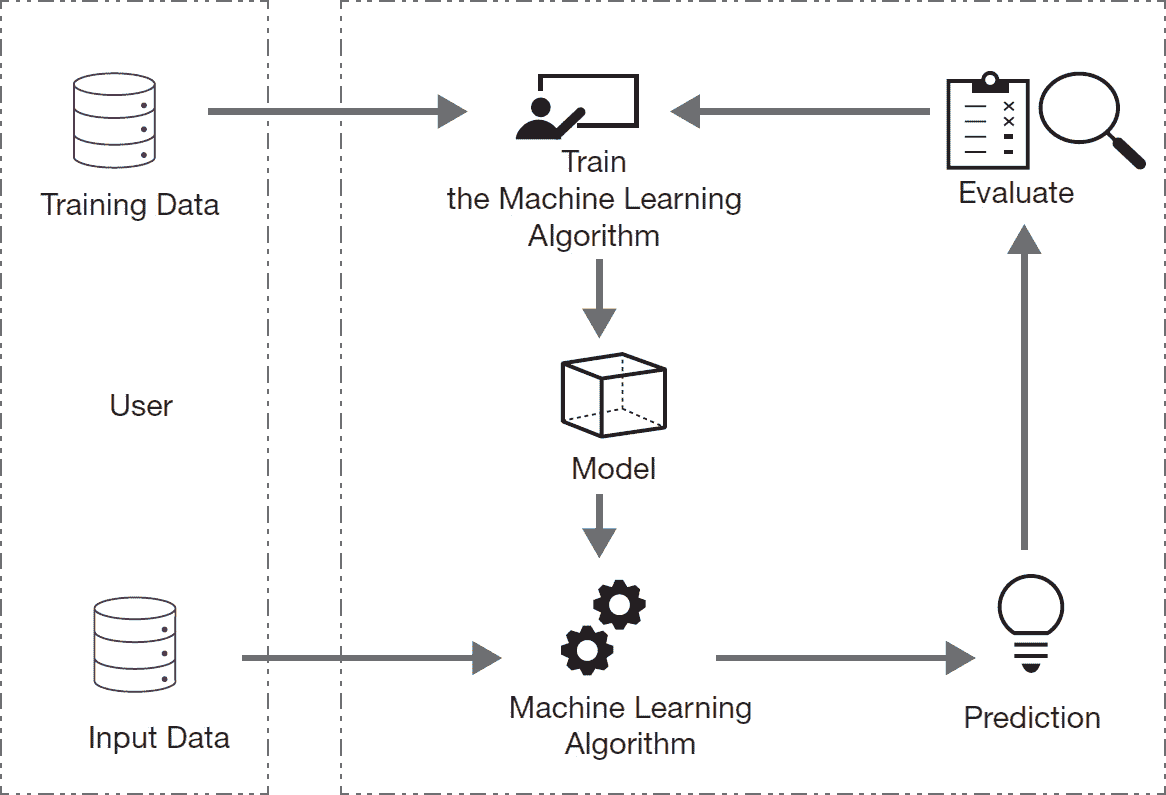 Training Data
Train
the Machine Learning
Algorithm
Evaluate
User
Model
Input Data
Machine Learning
Algorithm
Prediction